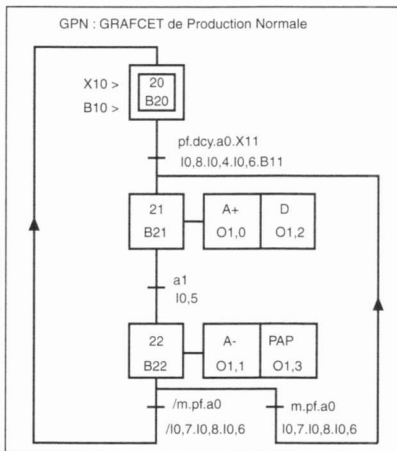 GPN : GRAFCET de Production Normale
X10 >
20
B10 >
B20
pf.dcy.a0.X11
I0,8.I0,4.I0,6.B11
21
A+
D
B21
O1,0
O1,2
a1
I0,5
22
A-
PAP
B22
O1,1
O1,3
/m.pf.a0
m.pf.a0
/I0,7.I0,8.I0,6
I0,7.I0,8.I0,6